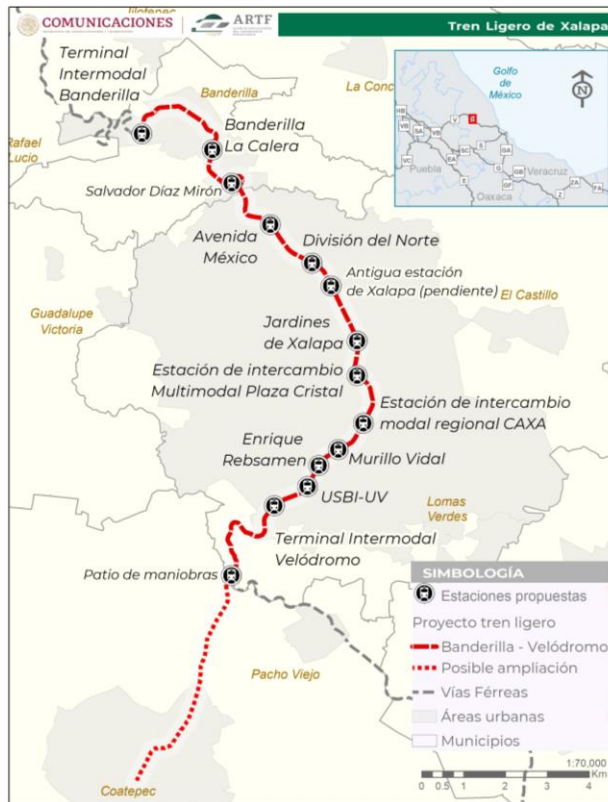 COMUNICACIONES
ARTF
Tren Ligero de Xalapa
Jilotepec
Terminal
Intermodal
Banderilla
Banderilla
La Conc
Golfo
de
México
N
Rafael
Lucio
Banderilla
La Calera
Puebla
Veracruz
Oaxaca
Salvador Díaz Mirón
Avenida
México
División del Norte
Antigua estación
de Xalapa (pendiente)
El Castillo
Guadalupe
Victoria
Jardines
de Xalapa
Estación de intercambio
Multimodal Plaza Cristal
Estación de intercambio
modal regional CAXA
Enrique
Rebsamen
Murillo Vidal
USBI-UV
Lomas
Verdes
Terminal Intermodal
Velódromo
Patio de maniobras
Pacho Viejo
Coatepec
SIMBOLOGÍA
Estaciones propuestas
Proyecto tren ligero
Banderilla - Velódromo
Posible ampliación
Vías Férreas
Áreas urbanas
Municipios
1:70,000
Km
0 0.5 1 2 3 4